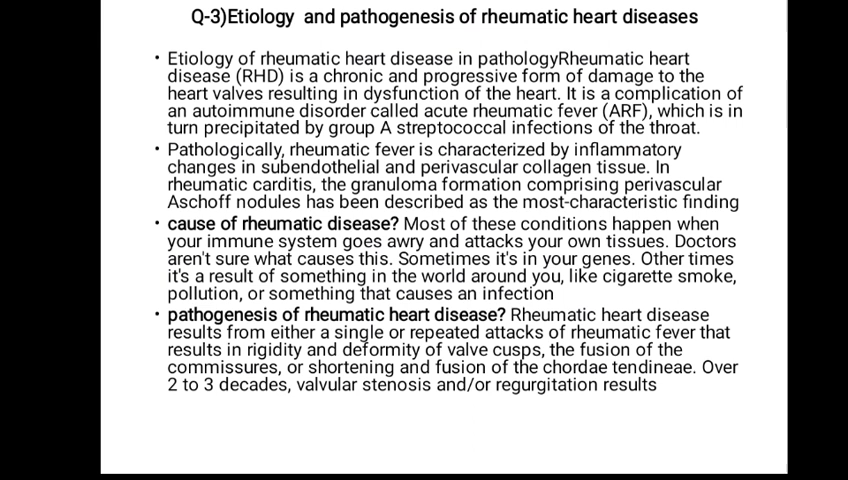 Q-3)Etiology and pathogenesis of rheumatic heart diseases
• Etiology of rheumatic heart disease in pathologyRheumatic heart
disease (RHD) is a chronic and progressive form of damage to the
heart valves resulting in dysfunction of the heart. It is a complication of
an autoimmune disorder called acute rheumatic fever (ARF), which is in
turn precipitated by group A streptococcal infections of the throat.
• Pathologically, rheumatic fever is characterized by inflammatory
changes in subendothelial and perivascular collagen tissue. In
rheumatic carditis, the granuloma formation comprising perivascular
Aschoff nodules has been described as the most-characteristic finding
• cause of rheumatic disease? Most of these conditions happen when
your immune system goes awry and attacks your own tissues. Doctors
aren't sure what causes this. Sometimes it's in your genes. Other times
it's a result of something in the world around you, like cigarette smoke,
pollution, or something that causes an infection
• pathogenesis of rheumatic heart disease? Rheumatic heart disease
results from either a single or repeated attacks of rheumatic fever that
results in rigidity and deformity of valve cusps, the fusion of the
commissures, or shortening and fusion of the chordae tendineae. Over
2 to 3 decades, valvular stenosis and/or regurgitation results